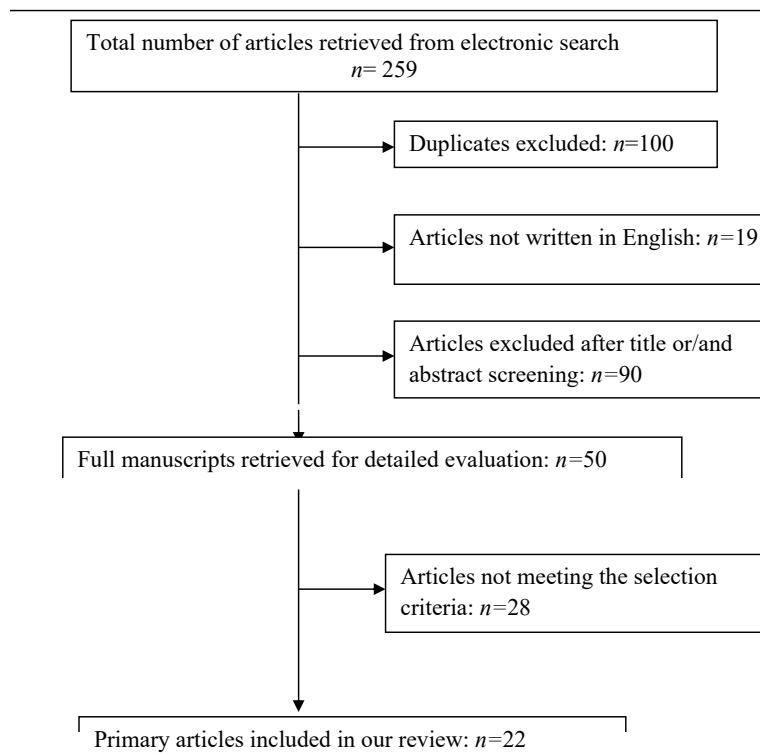 Total number of articles retrieved from electronic search
n= 259
Duplicates excluded: n=100
Articles not written in English: n=19
Articles excluded after title or/and
abstract screening: n=90
Full manuscripts retrieved for detailed evaluation: n=50
Articles not meeting the selection
criteria: n=28
Primary articles included in our review: n=22